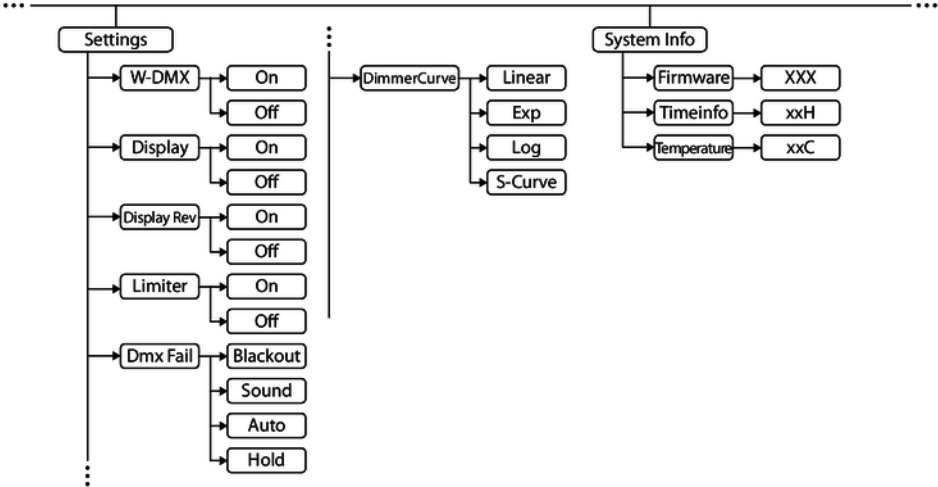 Settings
W-DMX
On
Off
Display
On
Off
Display Rev
On
Off
Limiter
On
Off
Dmx Fail
Blackout
Sound
Auto
Hold
DimmerCurve
Linear
Exp
Log
S-Curve
System Info
Firmware
XXX
Timeinfo
xxH
Temperature
xxC